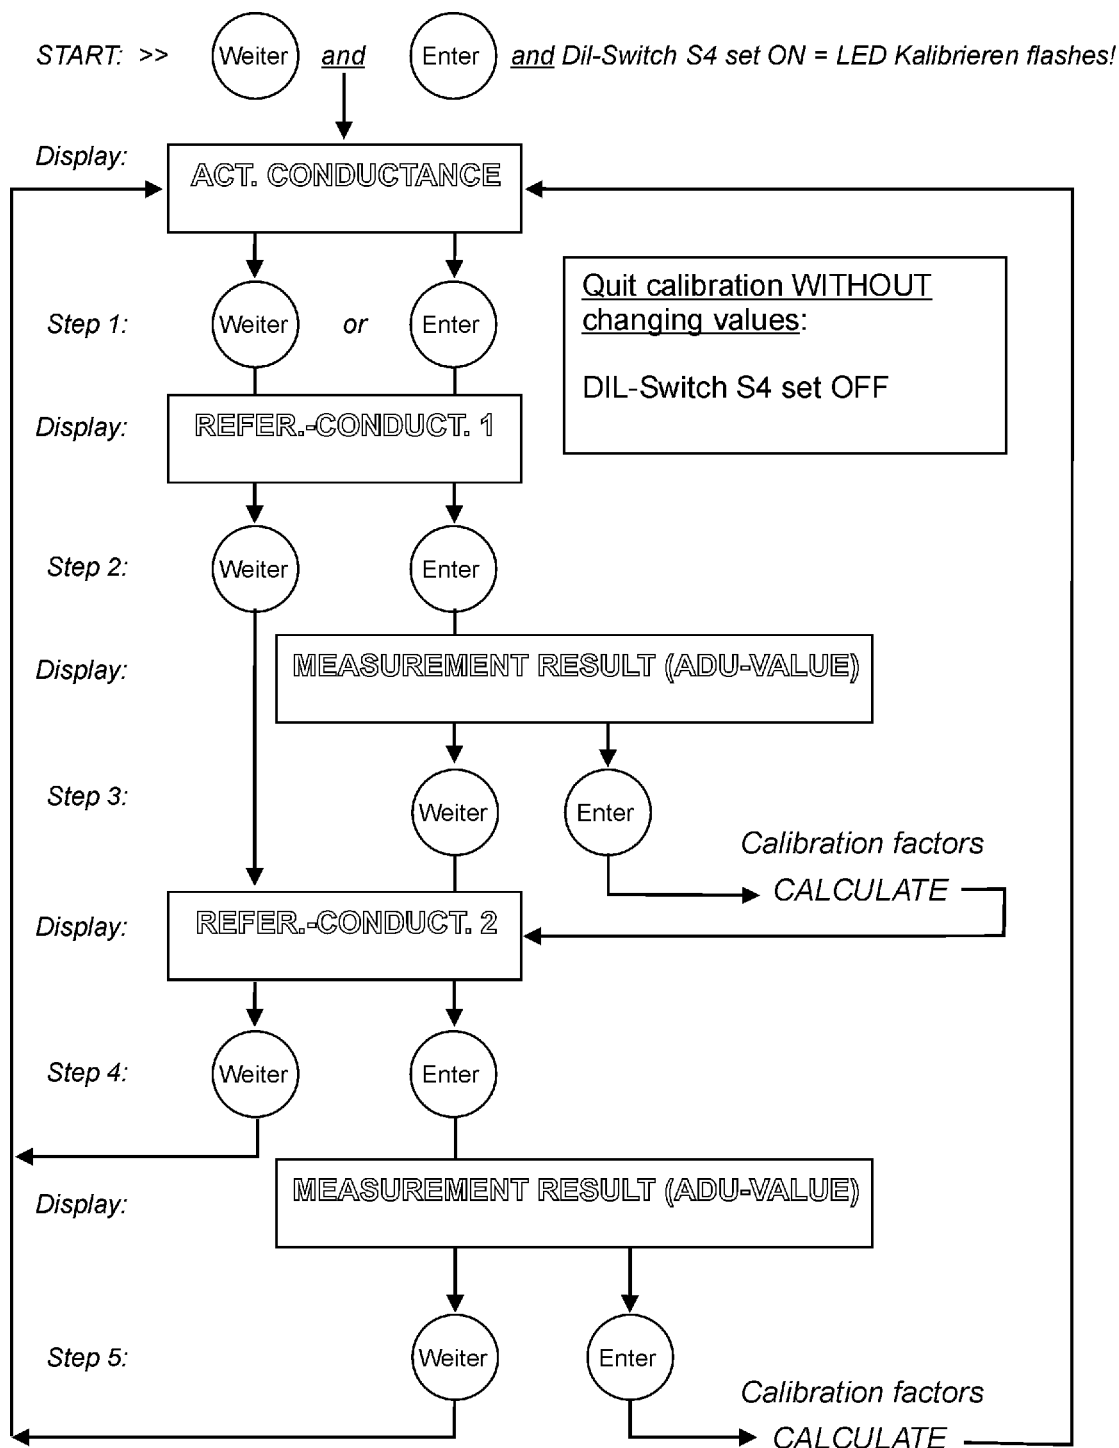 START: >> Weiter and Enter and Dil-Switch S4 set ON = LED Kalibrieren flashes!
Display:
ACT. CONDUCTANCE
Quit calibration WITHOUT
changing values:
DIL-Switch S4 set OFF
Step 1: Weiter or Enter
Display: REFER.-CONDUCT. 1
Step 2: Weiter Enter
Display: MEASUREMENT RESULT (ADU-VALUE)
Step 3: Weiter Enter
Calibration factors
CALCULATE
Display: REFER.-CONDUCT. 2
Step 4: Weiter Enter
Display: MEASUREMENT RESULT (ADU-VALUE)
Step 5: Weiter Enter
Calibration factors
CALCULATE